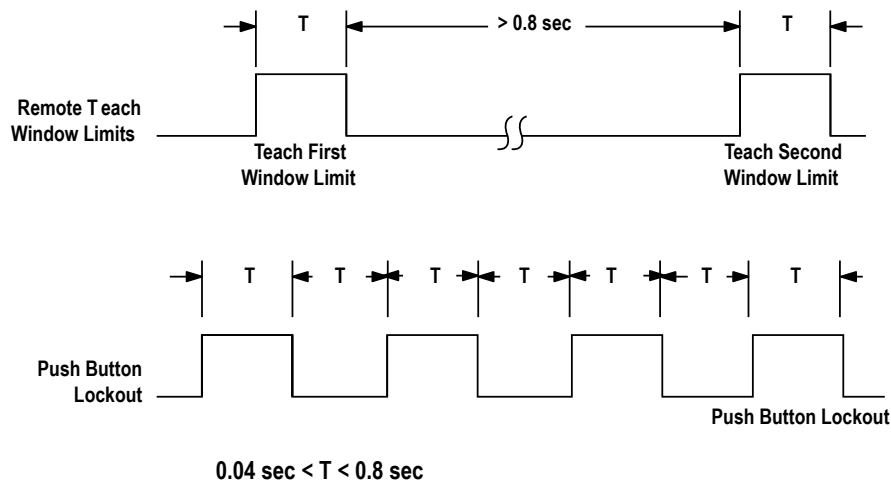 T > 0.8 sec T
Remote Teach
Window Limits
Teach First
Window Limit
Teach Second
Window Limit
T T T T T T T
Push Button
Lockout
Push Button Lockout
0.04 sec < T < 0.8 sec